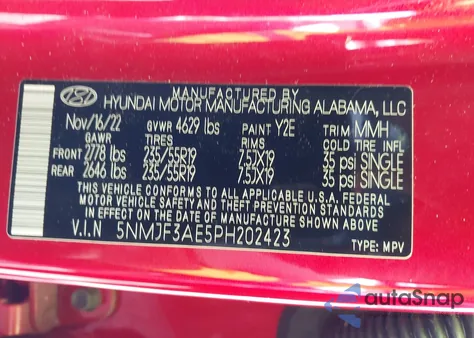 MANUFACTURED BY
HYUNDAI MOTOR MANUFACTURING ALABAMA, LLC
Nov/16/22 GVWR 4629 lbs PAINT Y2E TRIM MMH
GAWR TIRES RIMS COLD TIRE INFL
FRONT 2778 lbs 235/55R19 7.5JX19 35 psi SINGLE
REAR 2646 lbs 235/55R19 7.5JX19 35 psi SINGLE
THIS VEHICLE CONFORMS TO ALL APPLICABLE U.S.A. FEDERAL
MOTOR VEHICLE SAFETY, BUMPER, AND THEFT PREVENTION
STANDARDS IN EFFECT ON THE DATE OF MANUFACTURE SHOWN ABOVE
V.I.N 5NMJF3AE5PH202423 TYPE: MPV
autoSnap